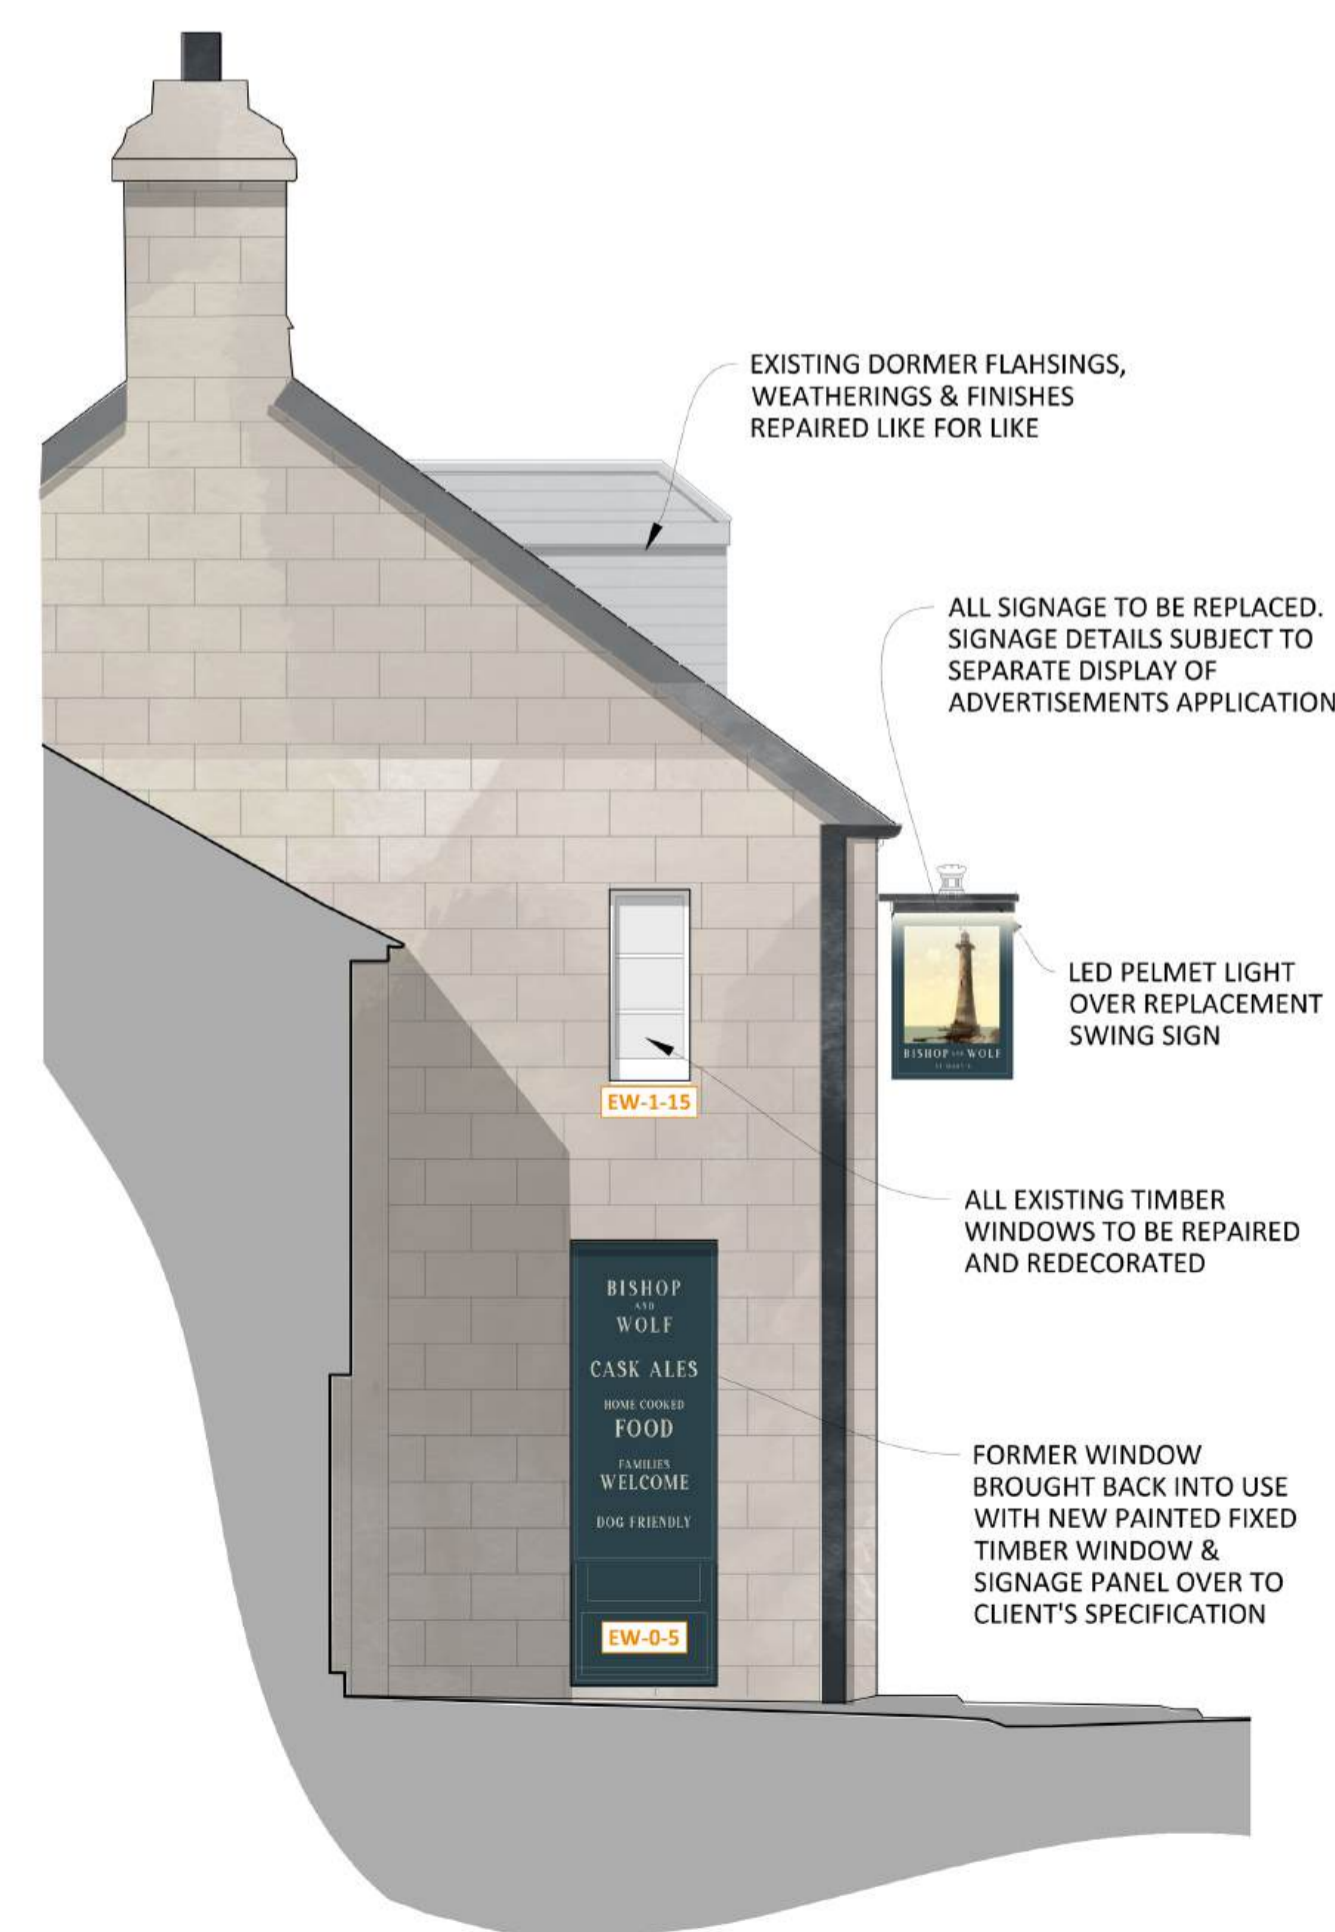 EXISTING DORMER FLAHSINGS,
WEATHERINGS & FINISHES
REPAIRED LIKE FOR LIKE
ALL SIGNAGE TO BE REPLACED.
SIGNAGE DETAILS SUBJECT TO
SEPARATE DISPLAY OF
ADVERTISEMENTS APPLICATION
LED PELMET LIGHT
OVER REPLACEMENT
SWING SIGN
BISHOP AND WOLF
ST MARY'S
EW-1-15
ALL EXISTING TIMBER
WINDOWS TO BE REPAIRED
AND REDECORATED
BISHOP
AND
WOLF
CASK ALES
HOME COOKED
FOOD
FAMILIES
WELCOME
DOG FRIENDLY
EW-0-5
FORMER WINDOW
BROUGHT BACK INTO USE
WITH NEW PAINTED FIXED
TIMBER WINDOW &
SIGNAGE PANEL OVER TO
CLIENT'S SPECIFICATION